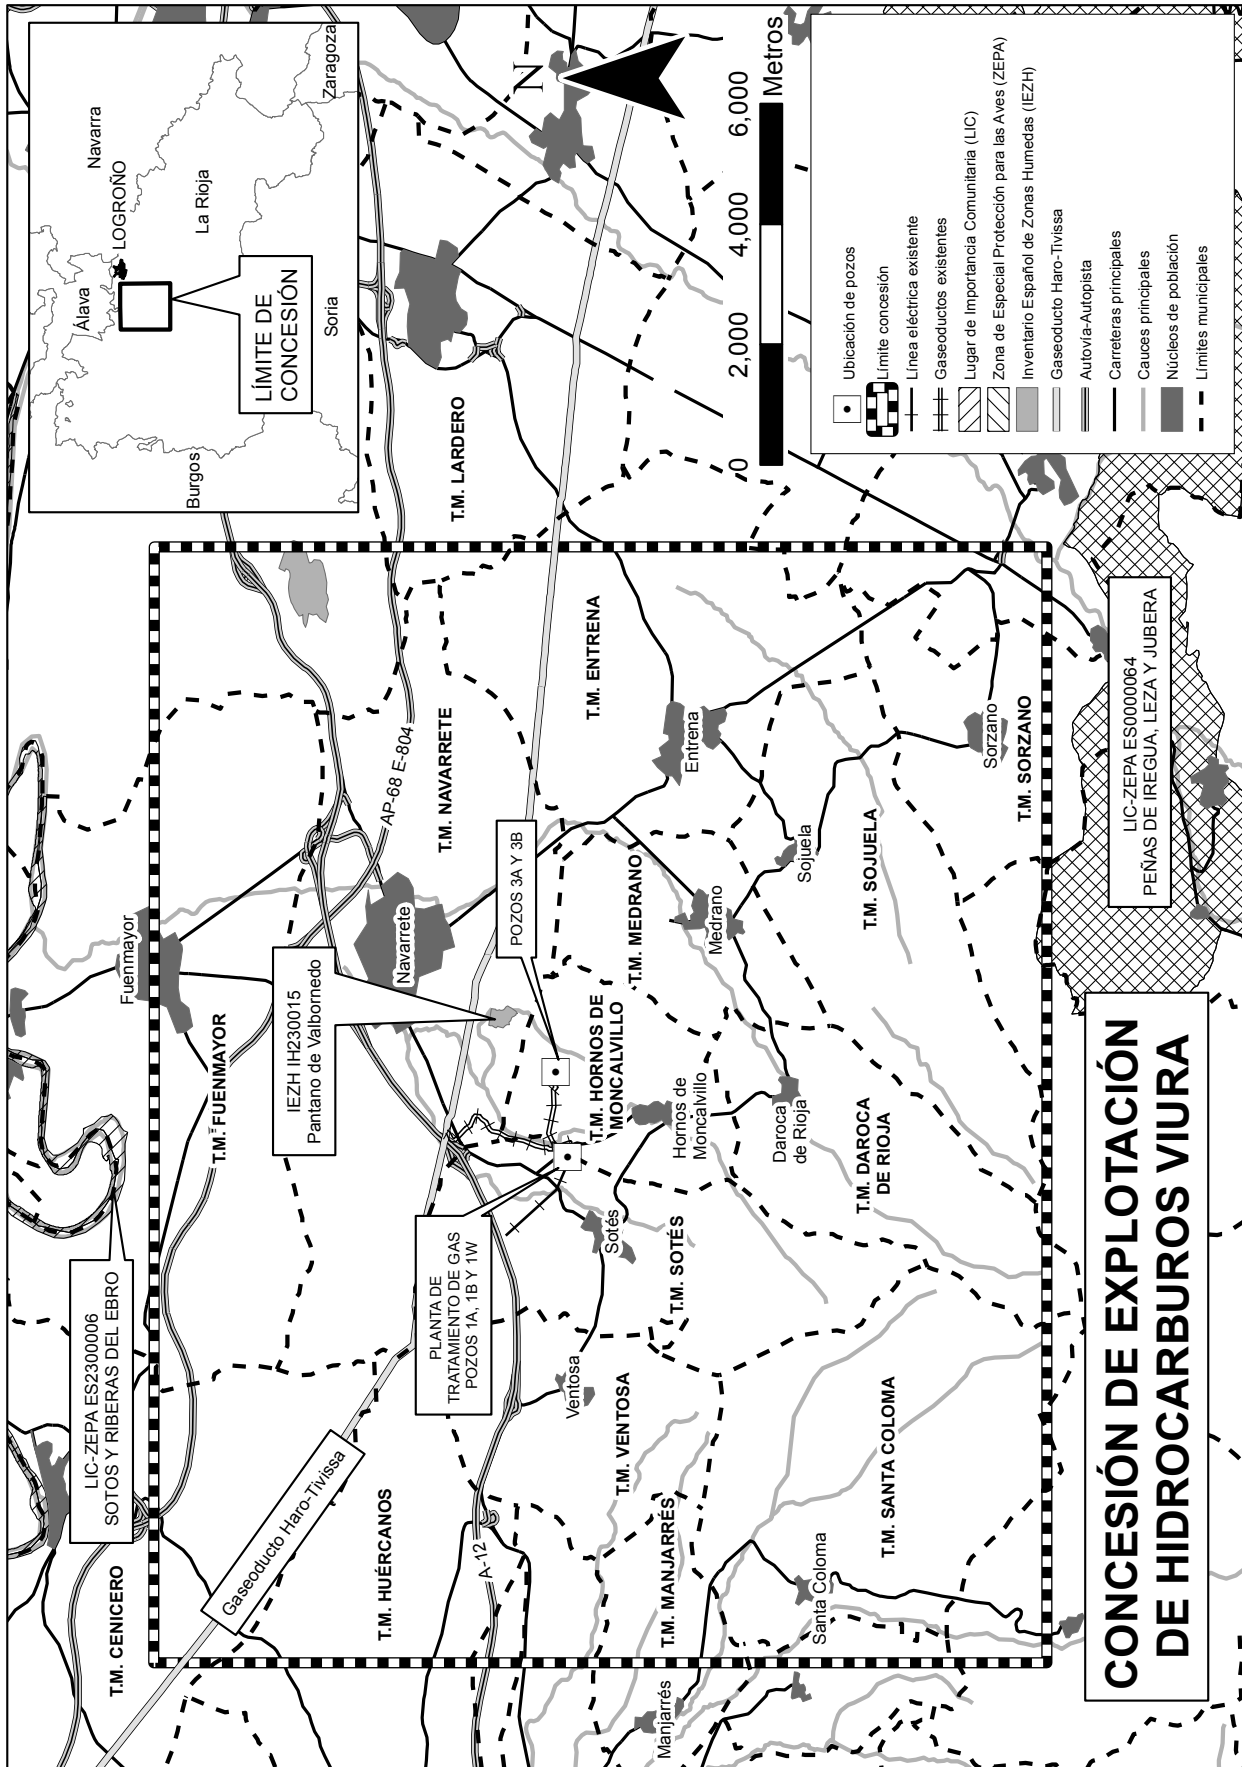 Álava
Navarra
LOGROÑO
La Rioja
Burgos
Soria
Zaragoza
LÍMITE DE
CONCESIÓN
N
LIC-ZEPA ES2300006
SOTOS Y RIBERAS DEL EBRO
T.M. CENICERO
Gaseoducto Haro-Tivissa
Fuenmayor
T.M. FUENMAYOR
IEZH IH230015
Pantano de Valbornedo
AP-68 E-804
Navarrete
T.M. NAVARRETE
T.M. LARDERO
T.M. HUÉRCANOS
A-12
PLANTA DE
TRATAMIENTO DE GAS
POZOS 1A, 1B Y 1W
POZOS 3A Y 3B
T.M. ENTRENA
Entrena
Ventosa
T.M. VENTOSA
Sotés
T.M. SOTÉS
T.M. HORNOS DE
MONCALVILLO
Hornos de
Moncalvillo
T.M. MEDRANO
Medrano
Sojuela
T.M. SOJUELA
Daroca
de Rioja
T.M. DAROCA
DE RIOJA
Manjarrés
T.M. MANJARRÉS
Santa Coloma
T.M. SANTA COLOMA
Sorzano
T.M. SORZANO
LIC-ZEPA ES0000064
PEÑAS DE IREGUA, LEZA Y JUBERA
0 2,000 4,000 6,000
Metros
Ubicación de pozos
Límite concesión
Línea eléctrica existente
Gaseoductos existentes
Lugar de Importancia Comunitaria (LIC)
Zona de Especial Protección para las Aves (ZEPA)
Inventario Español de Zonas Humedas (IEZH)
Gaseoducto Haro-Tivissa
Autovía-Autopista
Carreteras principales
Cauces principales
Núcleos de población
Límites municipales
CONCESIÓN DE EXPLOTACIÓN
DE HIDROCARBUROS VIURA